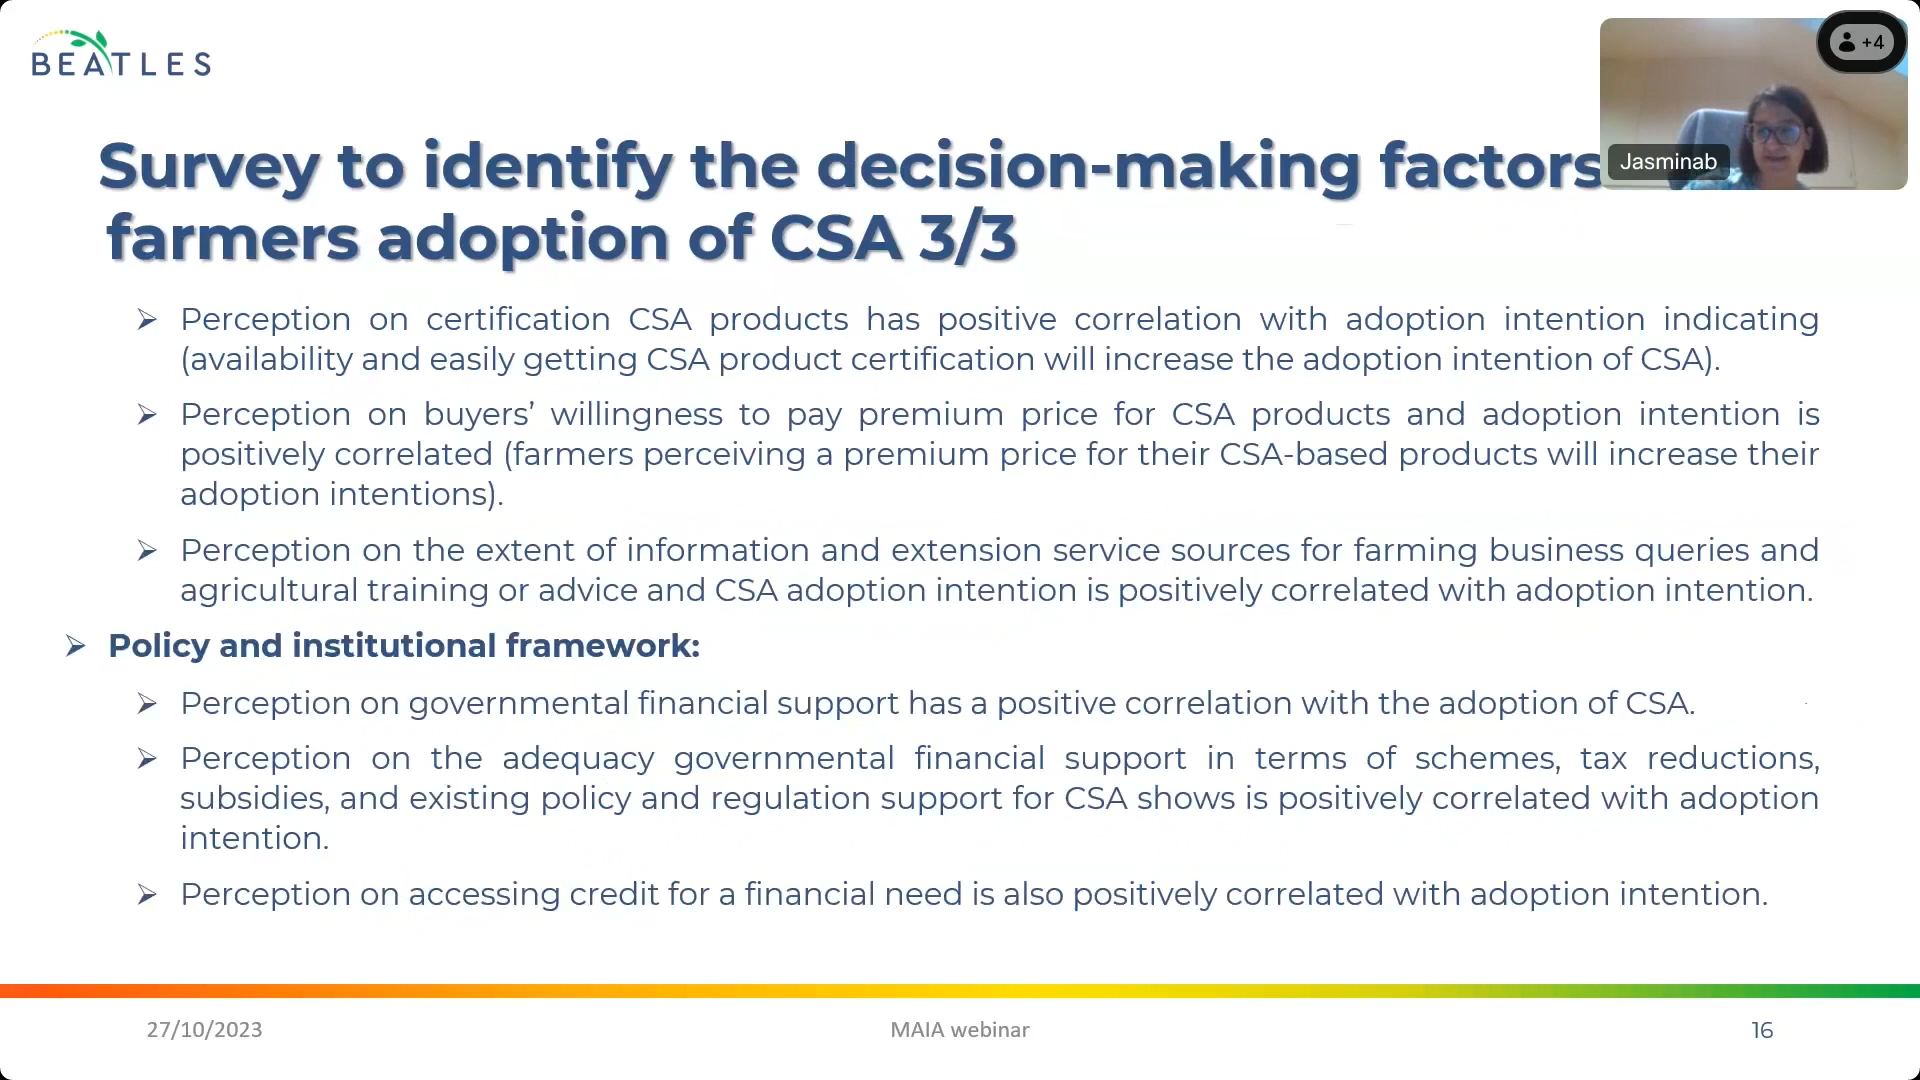 BEATLES
+4
Jasminab
Survey to identify the decision-making factors
farmers adoption of CSA 3/3
➢ Perception on certification CSA products has positive correlation with adoption intention indicating
(availability and easily getting CSA product certification will increase the adoption intention of CSA).
➢ Perception on buyers’ willingness to pay premium price for CSA products and adoption intention is
positively correlated (farmers perceiving a premium price for their CSA-based products will increase their
adoption intentions).
➢ Perception on the extent of information and extension service sources for farming business queries and
agricultural training or advice and CSA adoption intention is positively correlated with adoption intention.
➢ Policy and institutional framework:
➢ Perception on governmental financial support has a positive correlation with the adoption of CSA.
➢ Perception on the adequacy governmental financial support in terms of schemes, tax reductions,
subsidies, and existing policy and regulation support for CSA shows is positively correlated with adoption
intention.
➢ Perception on accessing credit for a financial need is also positively correlated with adoption intention.
27/10/2023
MAIA webinar
16